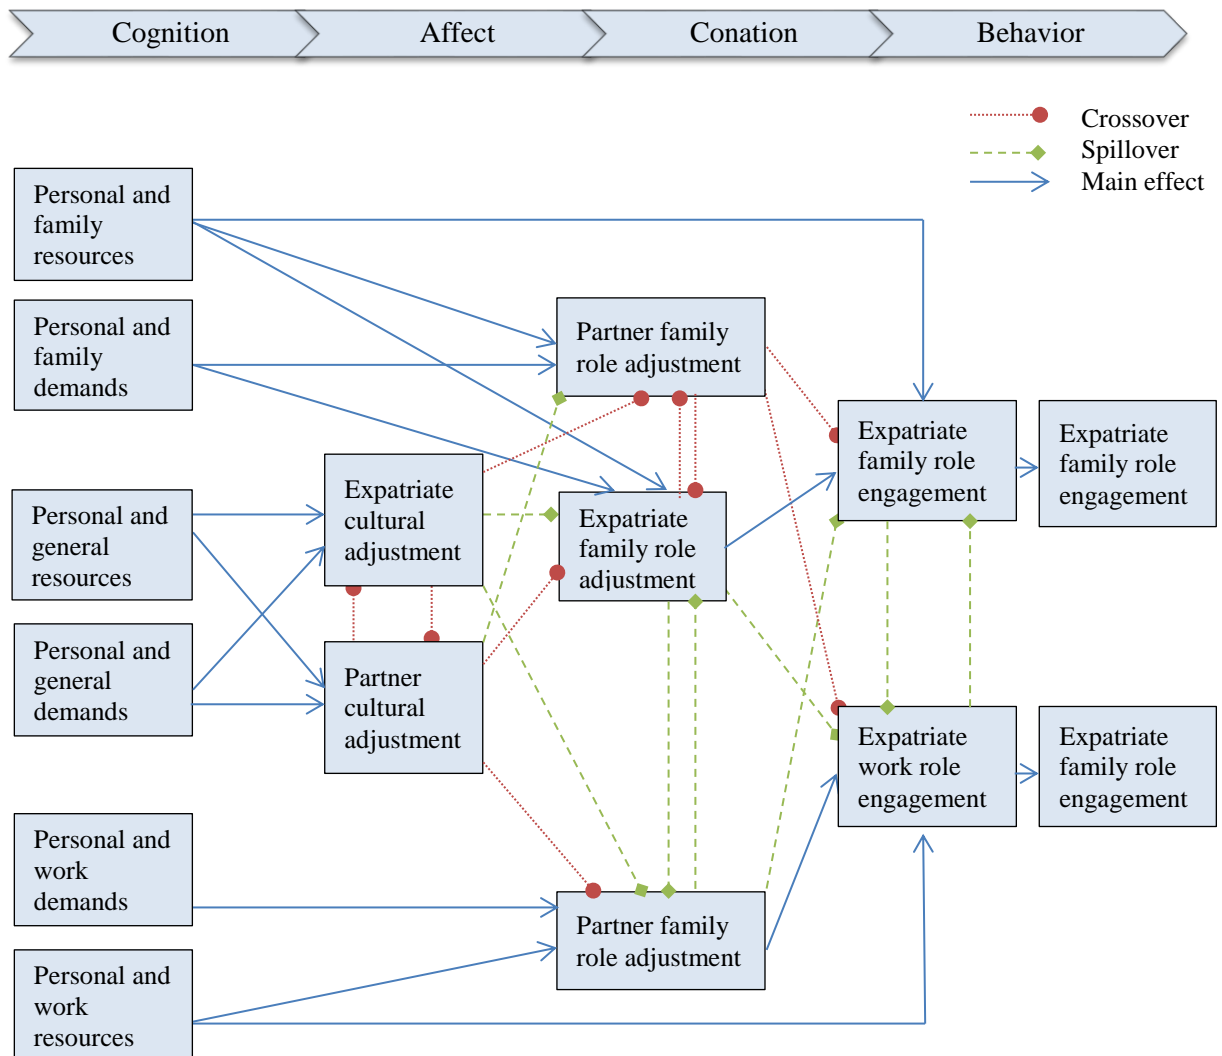 Cognition
Affect
Conation
Behavior
Crossover
Spillover
Main effect
Personal and
family
resources
Personal and
family
demands
Partner family
role adjustment
Expatriate
family role
engagement
Expatriate
family role
engagement
Expatriate
cultural
adjustment
Personal and
general
resources
Expatriate
family role
adjustment
Personal and
general
demands
Partner
cultural
adjustment
Expatriate
work role
engagement
Expatriate
family role
engagement
Personal and
work
demands
Partner family
role adjustment
Personal and
work
resources